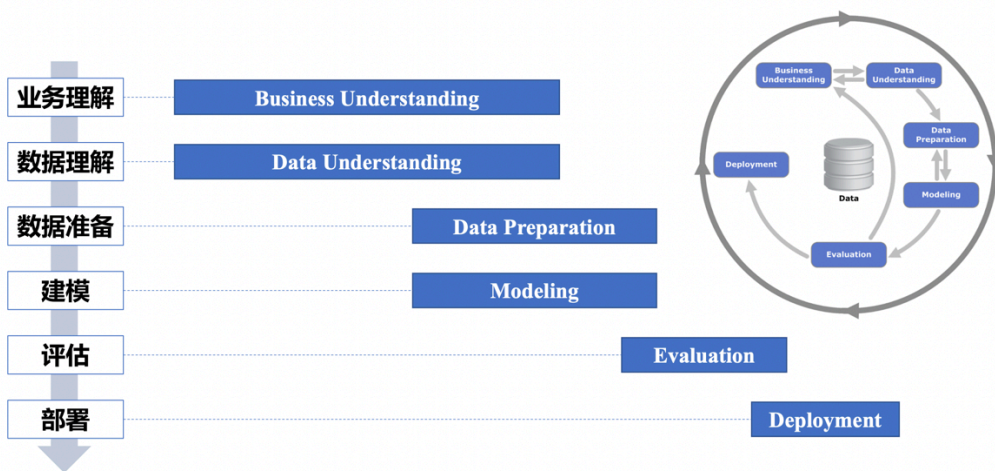 业务理解
Business Understanding
数据理解
Data Understanding
数据准备
Data Preparation
建模
Modeling
评估
Evaluation
部署
Deployment
Business
Understanding
Data
Understanding
Data
Preparation
Modeling
Evaluation
Deployment
Data